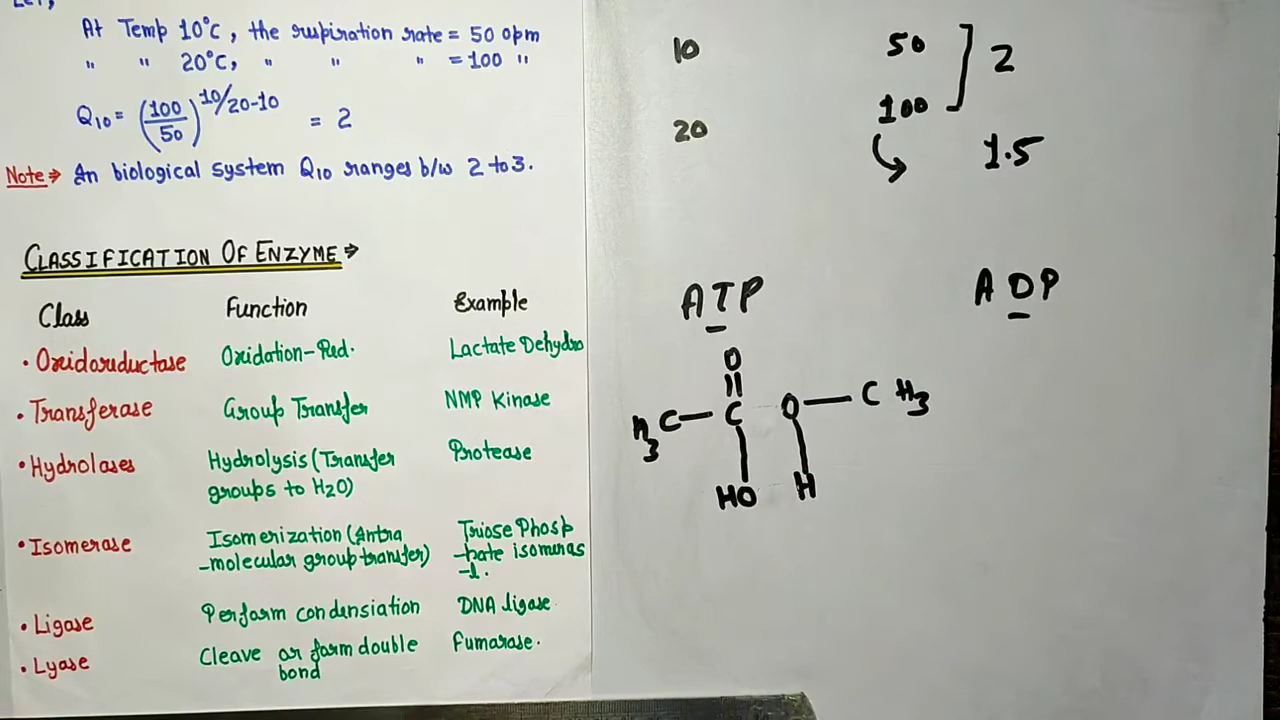 At Temp 10°C, the respiration rate = 50 opm
" " 20°C, " " " = 100 "
Q10 = (100/50)^10/20-10 = 2
Note ⇒ In biological system Q10 ranges b/w 2 to 3.
CLASSIFICATION OF ENZYME ⇒
Class Function Example
• Oxidoreductase Oxidation-Red. Lactate Dehydro
• Transferase Group Transfer NMP Kinase
• Hydrolases Hydrolysis (Transfer Protease
groups to H2O)
• Isomerase Isomerization (Intra Triose Phosp
-molecular group transfer) -hate isomeras
-e.
• Ligase Perform condensiation DNA ligase
• Lyase Cleave or form double Fumarase.
bond
10 50 ] 2
20 100
1.5
ATP ADP
O
H3C—C O—CH3
HO H